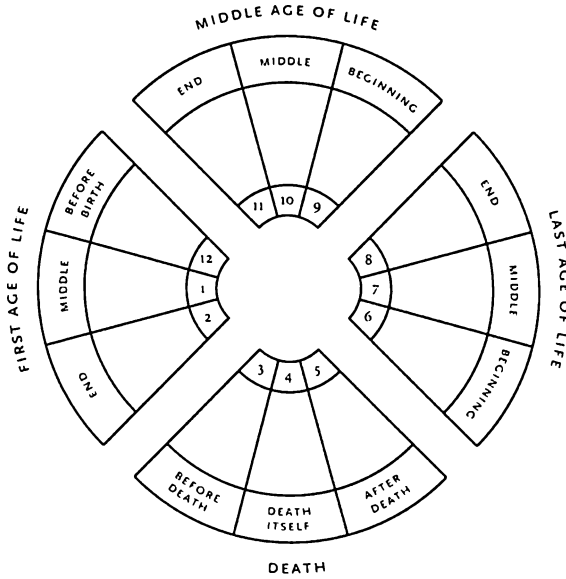 MIDDLE AGE OF LIFE
END
MIDDLE
BEGINNING
11
10
9
FIRST AGE OF LIFE
BEFORE
BIRTH
MIDDLE
END
12
1
2
LAST AGE OF LIFE
END
MIDDLE
BEGINNING
8
7
6
3
4
5
BEFORE
DEATH
DEATH
ITSELF
AFTER
DEATH
DEATH